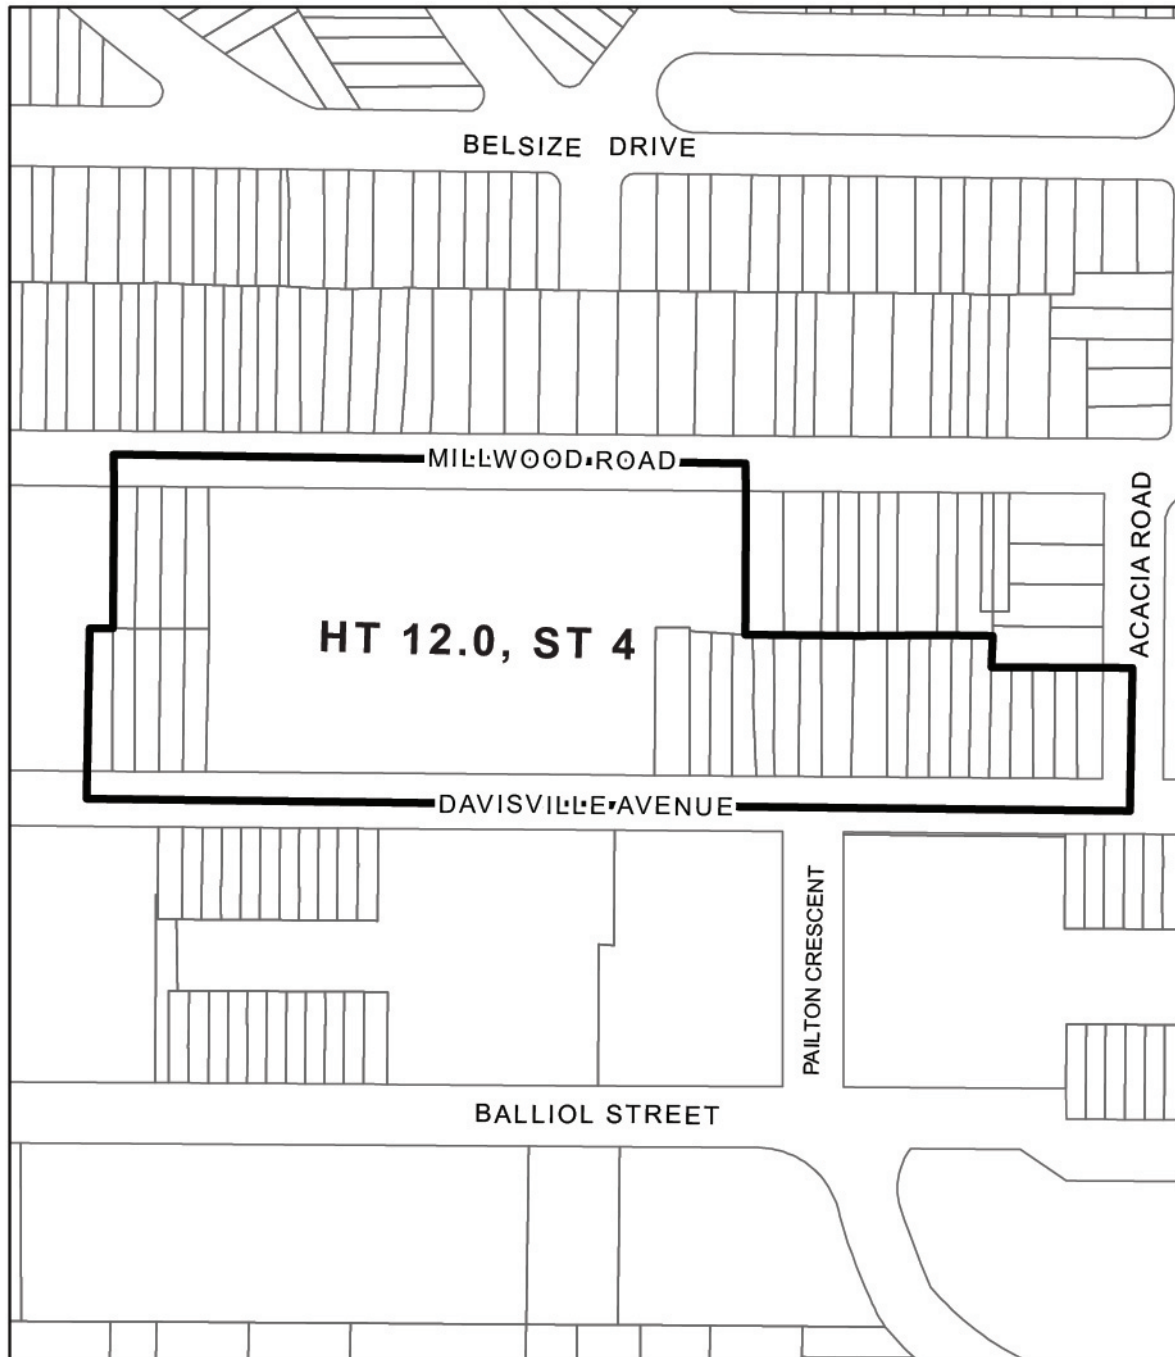 BELSIZE DRIVE
MILLWOOD ROAD
ACACIA ROAD
HT 12.0, ST 4
DAVISVILLE AVENUE
PAILTON CRESCENT
BALLIOL STREET